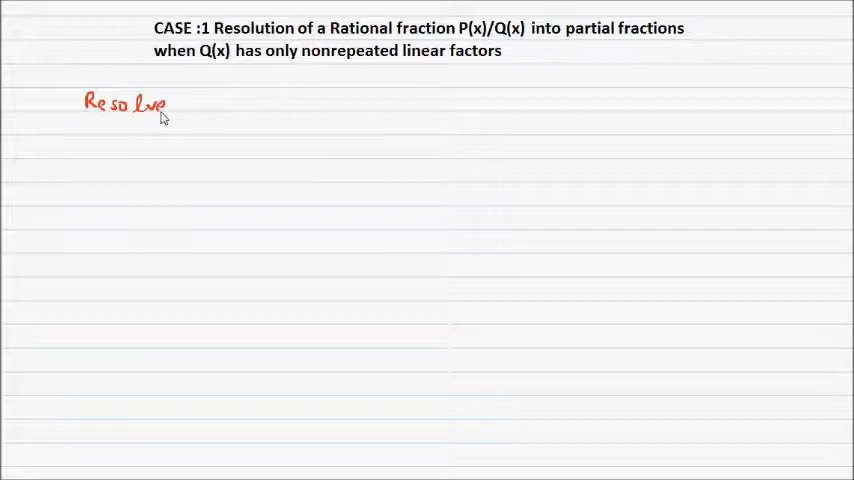 CASE :1 Resolution of a Rational fraction P(x)/Q(x) into partial fractions
when Q(x) has only nonrepeated linear factors
Resolve